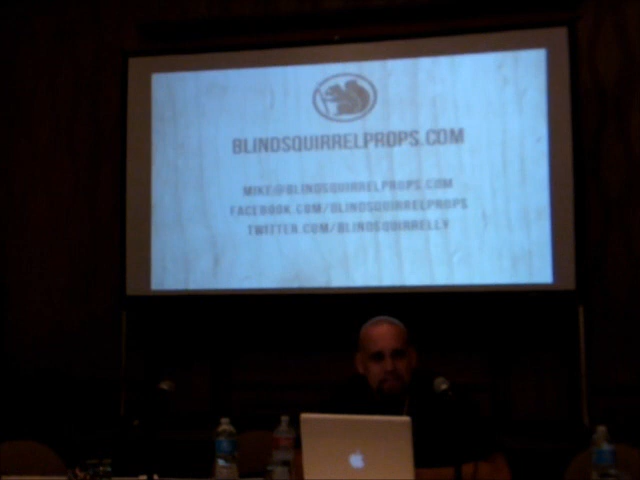 BLINDSQUIRRELPROPS.COM
MIKE@BLINDSQUIRRELPROPS.COM
FACEBOOK.COM/BLINDSQUIRRELPROPS
TWITTER.COM/BLINDSQUIRRELLY